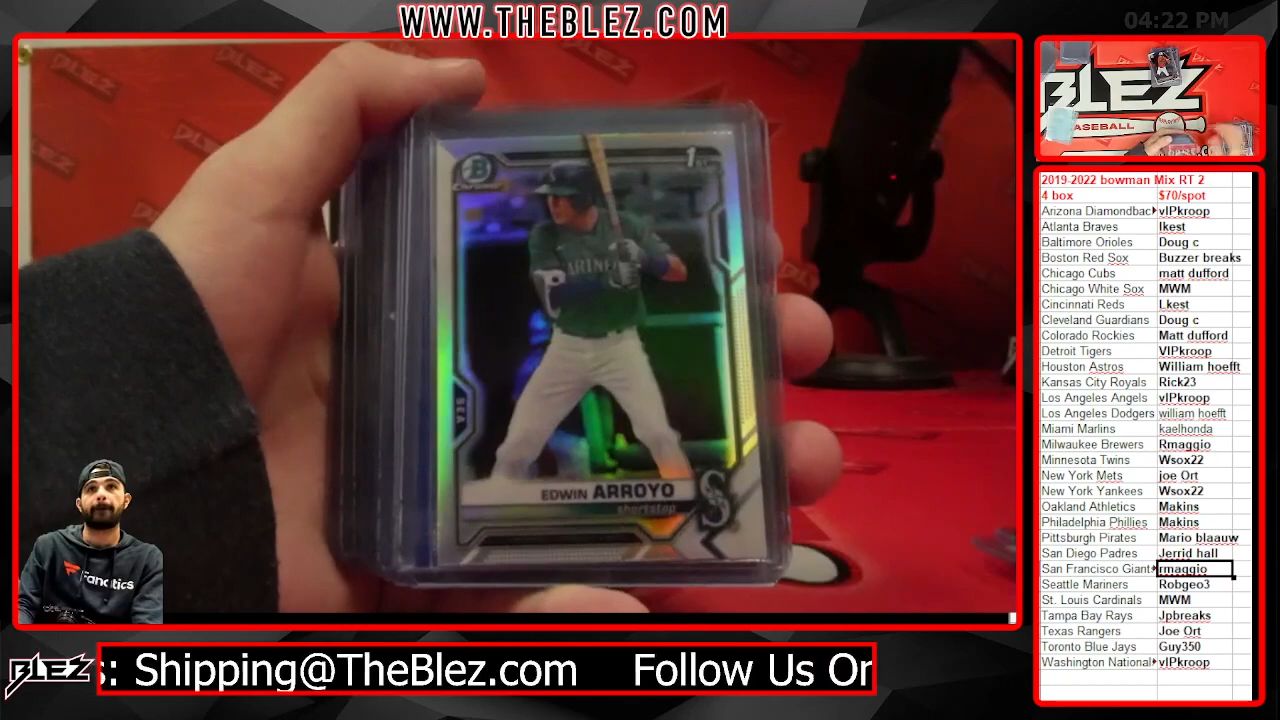 WWW.THEBLEZ.COM
04:22 PM
BLEZ
BASEBALL
Chrome
1st
MARINE
SEA
EDWIN ARROYO
shortstop
Fanatics
2019-2022 bowman Mix RT 2
4 box $70/spot
Arizona Diamondbac vIPkroop
Atlanta Braves lkest
Baltimore Orioles Doug c
Boston Red Sox Buzzer breaks
Chicago Cubs matt dufford
Chicago White Sox MWM
Cincinnati Reds Lkest
Cleveland Guardians Doug c
Colorado Rockies Matt dufford
Detroit Tigers VIPkroop
Houston Astros William hoefft
Kansas City Royals Rick23
Los Angeles Angels vIPkroop
Los Angeles Dodgers william hoefft
Miami Marlins kaelhonda
Milwaukee Brewers Rmaggio
Minnesota Twins Wsox22
New York Mets joe Ort
New York Yankees Wsox22
Oakland Athletics Makins
Philadelphia Phillies Makins
Pittsburgh Pirates Mario blaauw
San Diego Padres Jerrid hall
San Francisco Giants rmaggio
Seattle Mariners Robgeo3
St. Louis Cardinals MWM
Tampa Bay Rays Jpbreaks
Texas Rangers Joe Ort
Toronto Blue Jays Guy350
Washington National vIPkroop
BLEZ
s: Shipping@TheBlez.com Follow Us Or